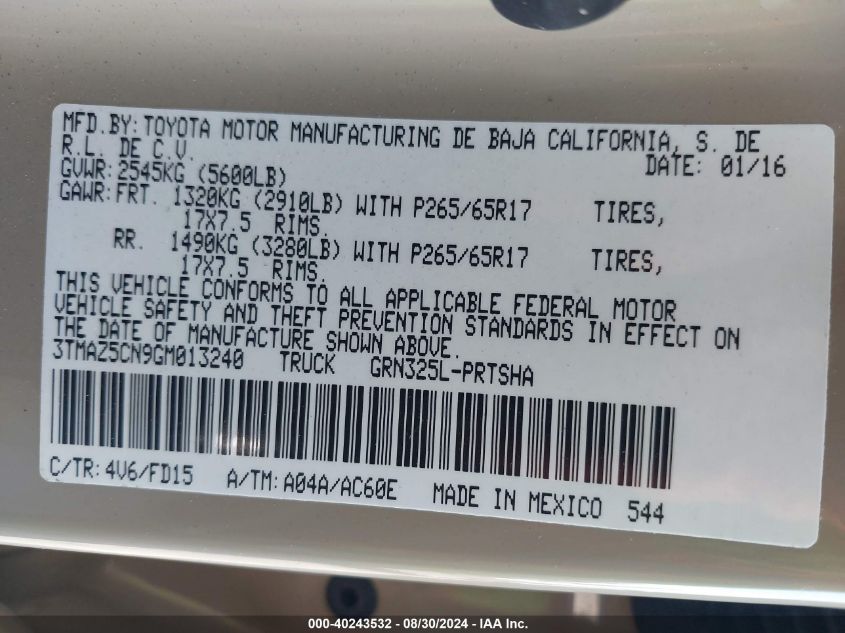 MFD.BY: TOYOTA MOTOR MANUFACTURING DE BAJA CALIFORNIA, S. DE
R.L. DE C.V. DATE: 01/16
GVWR: 2545KG (5600LB)
GAWR: FRT. 1320KG (2910LB) WITH P265/65R17 TIRES,
17X7.5 RIMS.
RR. 1490KG (3280LB) WITH P265/65R17 TIRES,
17X7.5 RIMS.
THIS VEHICLE CONFORMS TO ALL APPLICABLE FEDERAL MOTOR
VEHICLE SAFETY AND THEFT PREVENTION STANDARDS IN EFFECT ON
THE DATE OF MANUFACTURE SHOWN ABOVE.
3TMAZ5CN9GM013240 TRUCK GRN325L-PRTSHA
C/TR: 4V6/FD15 A/TM: A04A/AC60E MADE IN MEXICO 544
000-40243532 - 08/30/2024 - IAA Inc.